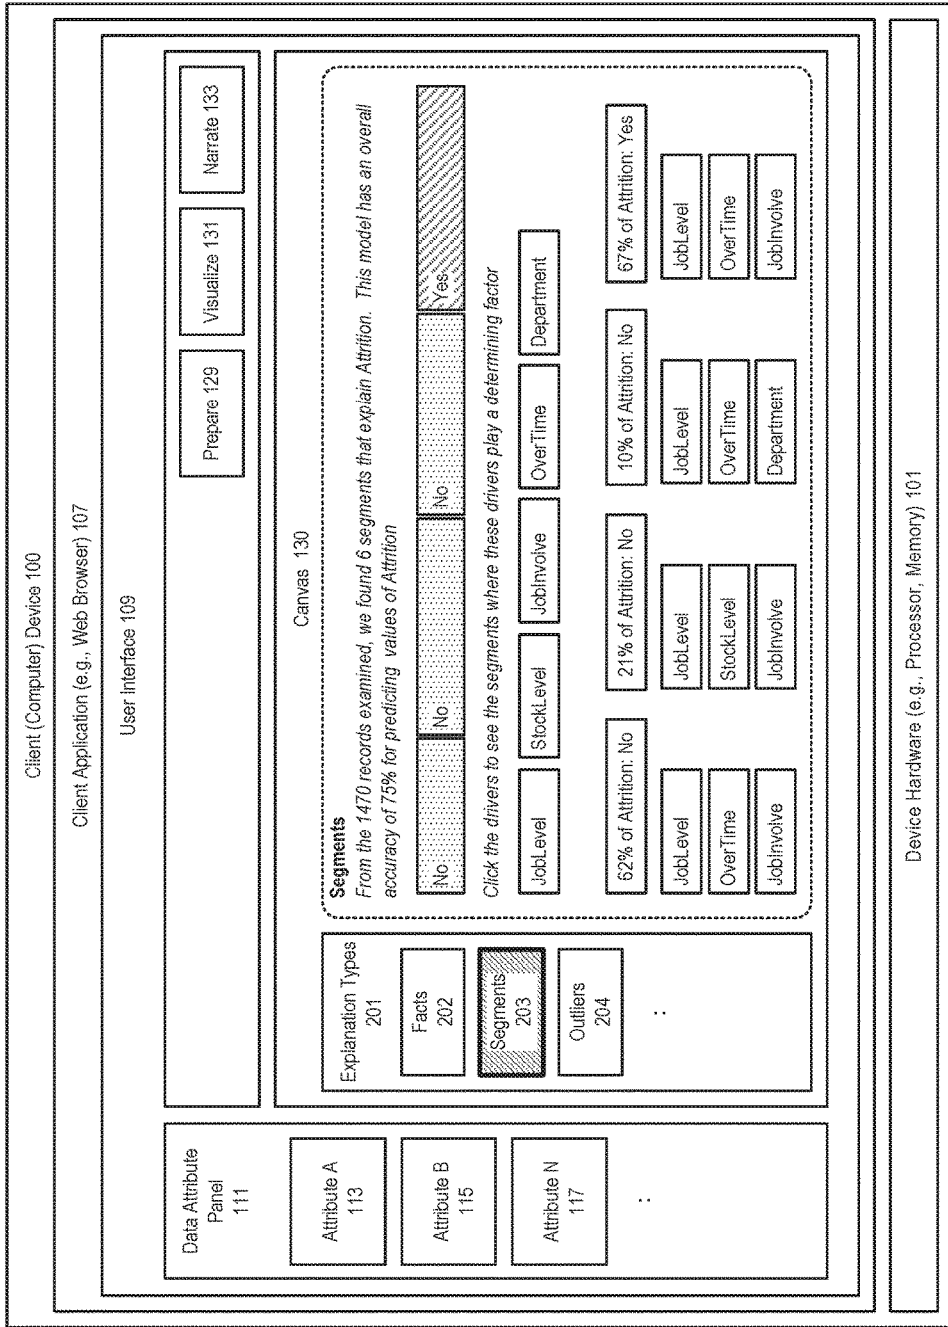 Client (Computer) Device 100
Client Application (e.g., Web Browser) 107
User Interface 109
Data Attribute
Panel
111
Attribute A
113
Attribute B
115
Attribute N
117
:
Prepare 129
Visualize 131
Narrate 133
Canvas 130
Explanation Types
201
Facts
202
Segments
203
Outliers
204
:
Segments
From the 1470 records examined, we found 6 segments that explain Attrition.  This model has an overall
accuracy of 75% for predicting values of Attrition
No
No
No
Yes
Click the drivers to see the segments where these drivers play a determining factor
JobLevel
StockLevel
JobInvolve
OverTime
Department
62% of Attrition: No
JobLevel
OverTime
JobInvolve
21% of Attrition: No
JobLevel
StockLevel
JobInvolve
10% of Attrition: No
JobLevel
OverTime
Department
67% of Attrition: Yes
JobLevel
OverTime
JobInvolve
Device Hardware (e.g., Processor, Memory) 101